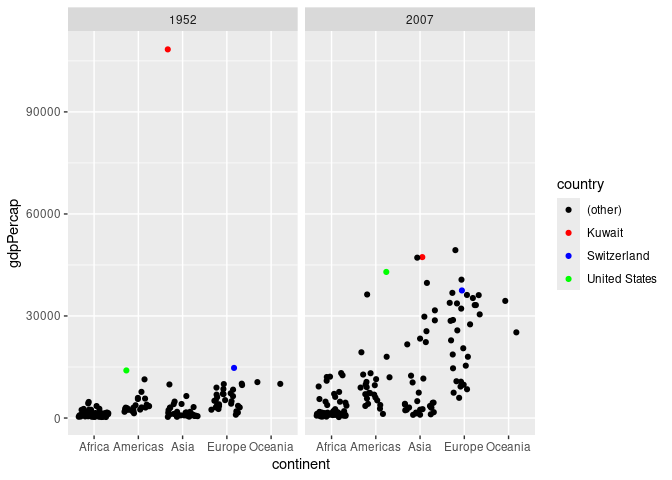 1952
2007
90000
60000
30000
0
gdpPercap
Africa Americas Asia Europe Oceania
Africa Americas Asia Europe Oceania
continent
country
(other)
Kuwait
Switzerland
United States